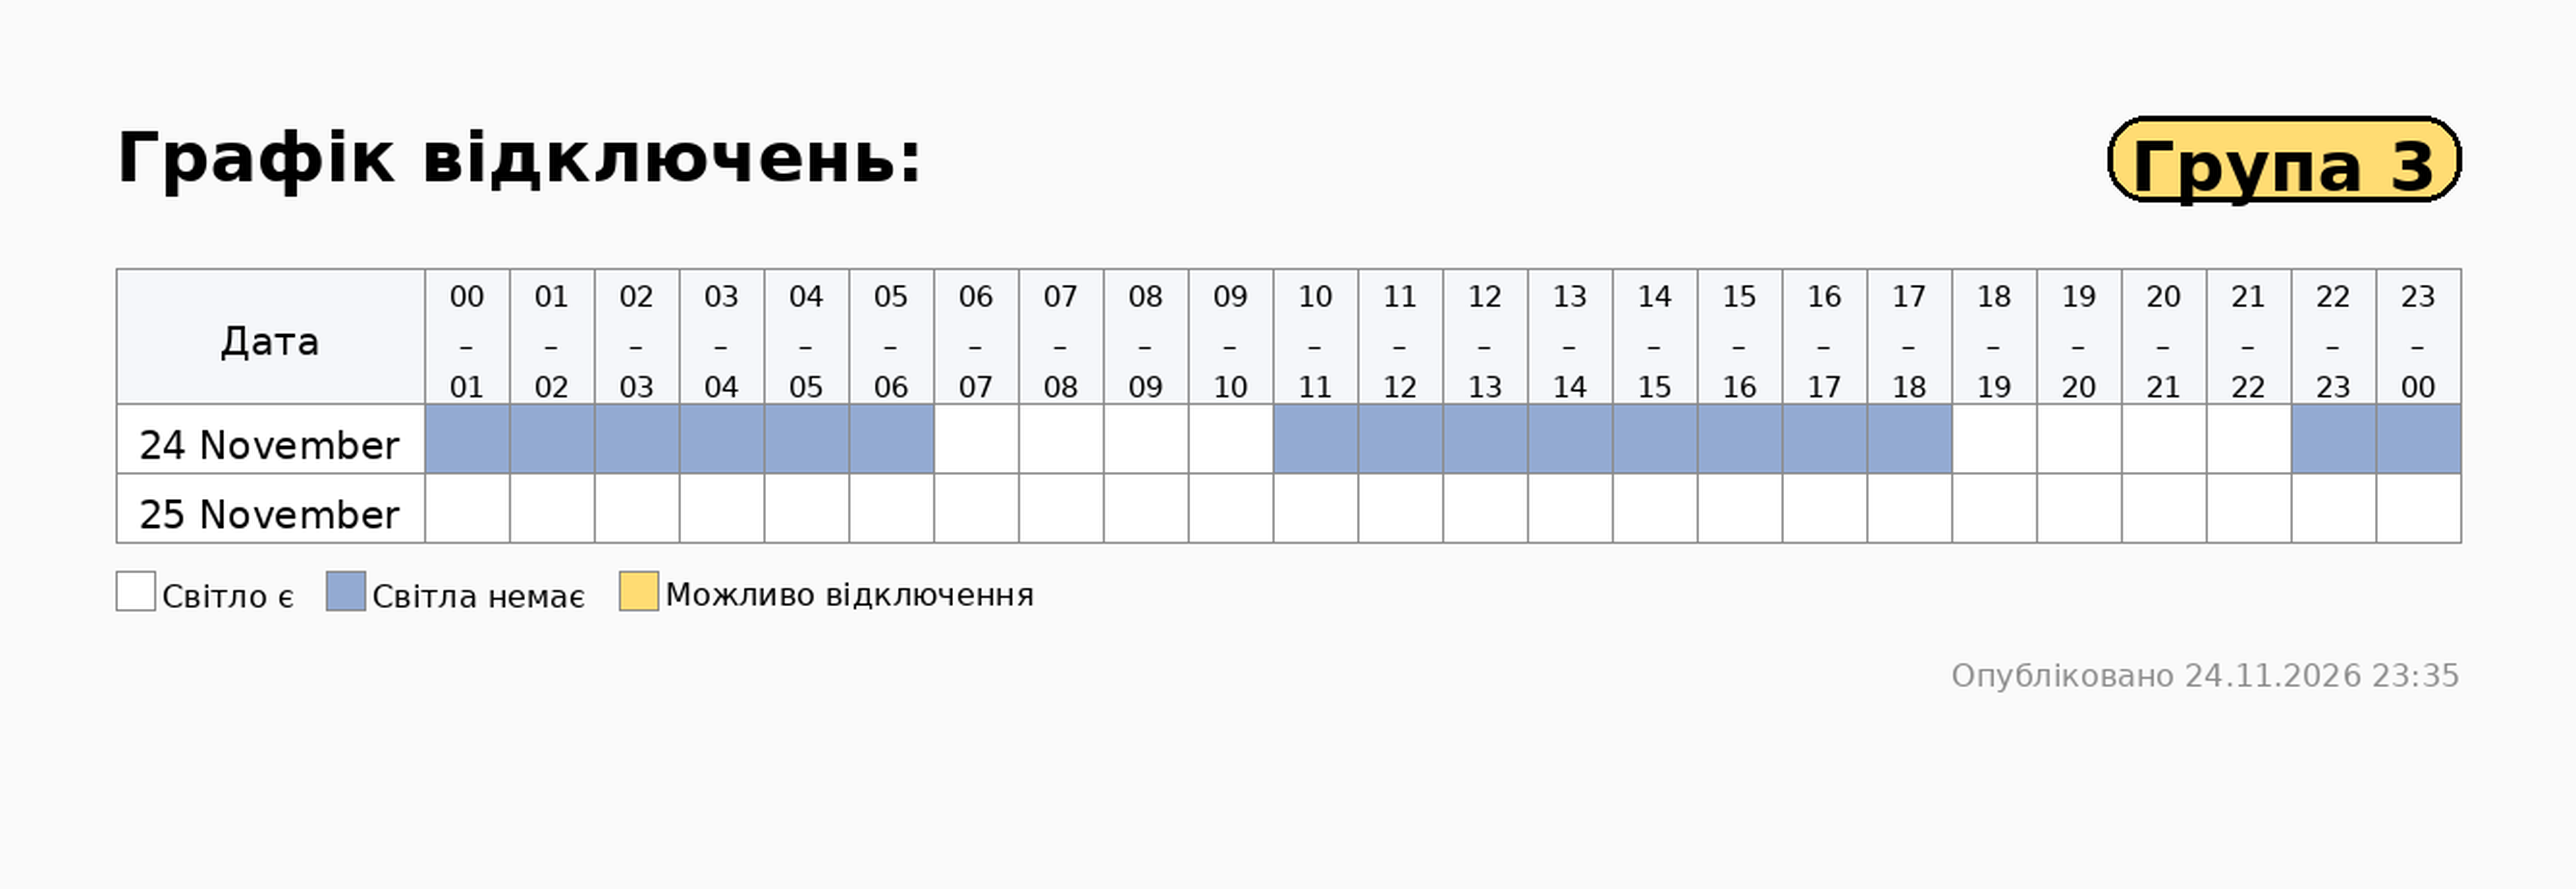 Графік відключень:
Група 3
Дата 00 – 01 01 – 02 02 – 03 03 – 04 04 – 05 05 – 06 06 – 07 07 – 08 08 – 09 09 – 10 10 – 11 11 – 12 12 – 13 13 – 14 14 – 15 15 – 16 16 – 17 17 – 18 18 – 19 19 – 20 20 – 21 21 – 22 22 – 23 23 – 00
24 November
25 November
Світло є Світла немає Можливо відключення
Опубліковано 24.11.2026 23:35